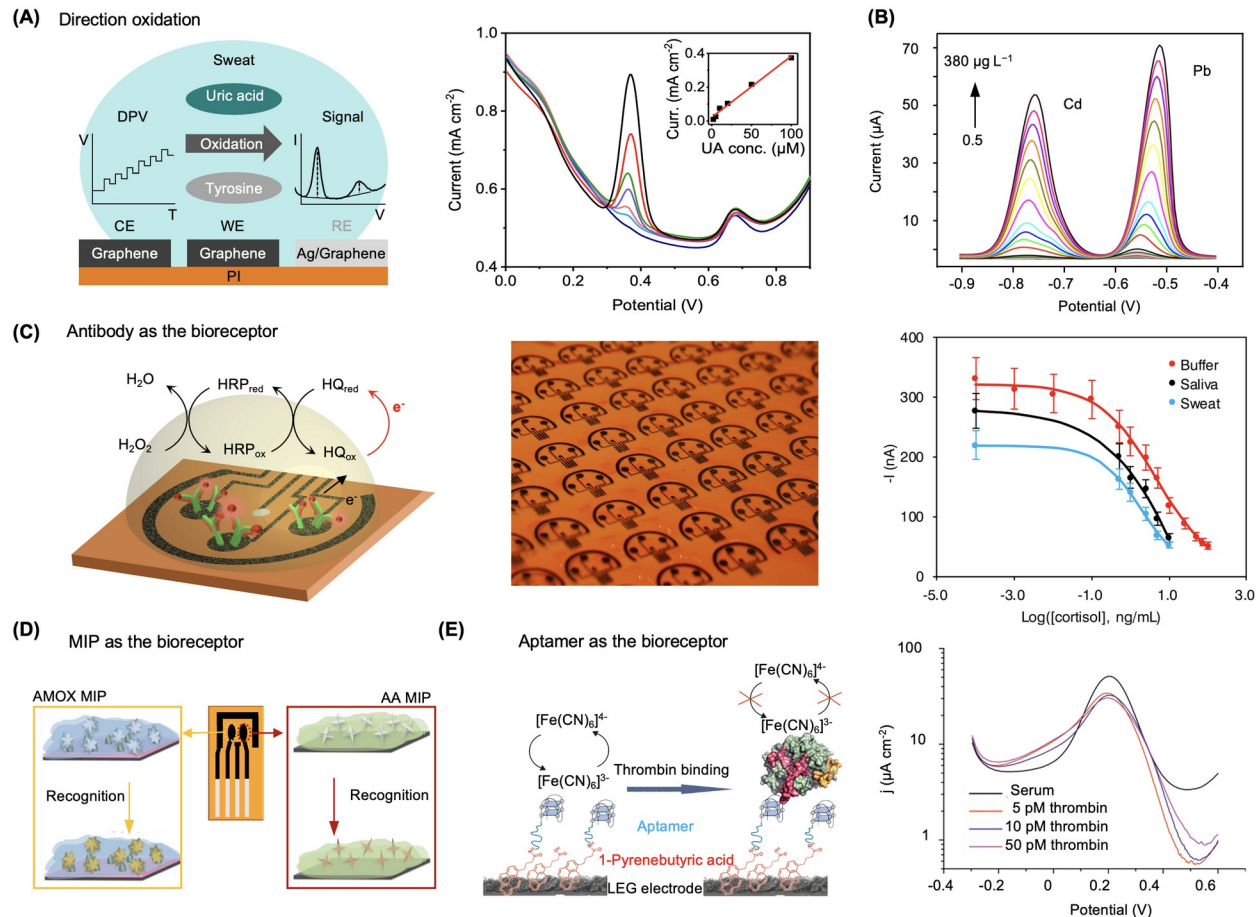 (A) Direction oxidation
Sweat
Uric acid
DPV
Signal
V
Oxidation
I
Tyrosine
T
V
CE
WE
RE
Graphene
Graphene
Ag/Graphene
PI
Current (mA cm⁻²)
1.0
0.8
0.6
0.4
0.0 0.2 0.4 0.6 0.8
Potential (V)
Curr. (mA cm⁻²)
0.4
0.2
0.0
0 50 100
UA conc. (µM)
(B)
Current (µA)
70
50
30
10
380 µg L⁻¹
0.5
Cd
Pb
-0.9 -0.8 -0.7 -0.6 -0.5 -0.4
Potential (V)
(C) Antibody as the bioreceptor
H₂O
HRP_red
HQ_red
e⁻
H₂O₂
HRP_ox
HQ_ox
e⁻
-I (nA)
400
300
200
100
0
Buffer
Saliva
Sweat
-5.0 -3.0 -1.0 1.0 3.0
Log([cortisol], ng/mL)
(D) MIP as the bioreceptor
AMOX MIP
AA MIP
Recognition
Recognition
(E) Aptamer as the bioreceptor
[Fe(CN)₆]⁴⁻
[Fe(CN)₆]³⁻
[Fe(CN)₆]⁴⁻
[Fe(CN)₆]³⁻
Thrombin binding
Aptamer
1-Pyrenebutyric acid
LEG electrode
j (µA cm⁻²)
100
10
1
Serum
5 pM thrombin
10 pM thrombin
50 pM thrombin
-0.4 -0.2 0 0.2 0.4 0.6
Potential (V)